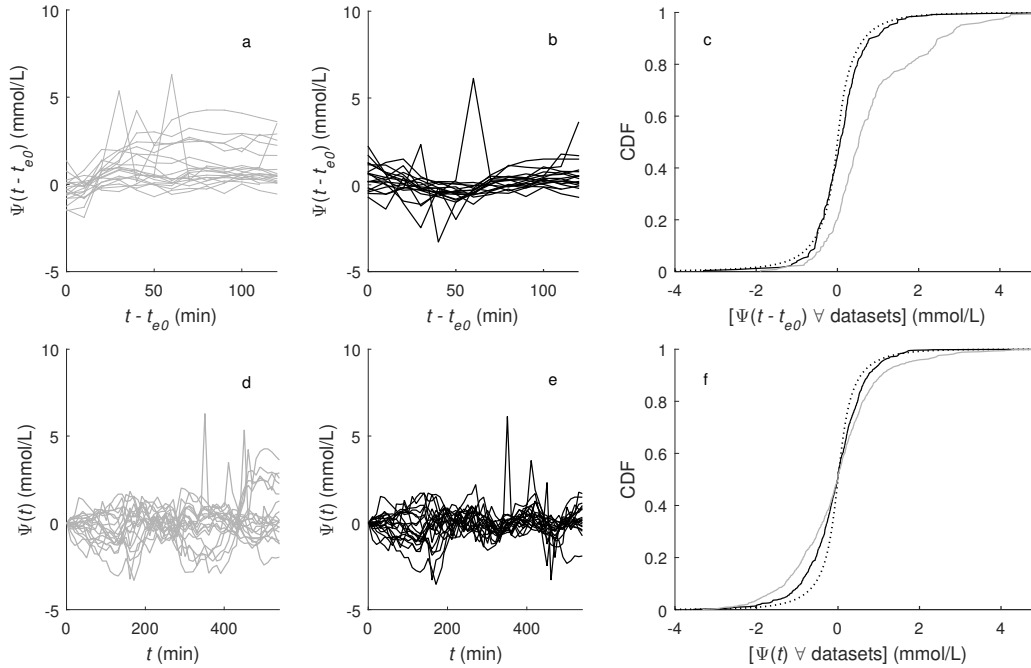 10
5
0
-5
Ψ(t - te0) (mmol/L)
0 50 100
t - te0 (min)
a
10
5
0
-5
Ψ(t - te0) (mmol/L)
0 50 100
t - te0 (min)
b
1
0.8
0.6
0.4
0.2
0
CDF
-4 -2 0 2 4
[Ψ(t - te0) ∀ datasets] (mmol/L)
c
10
5
0
-5
Ψ(t) (mmol/L)
0 200 400
t (min)
d
10
5
0
-5
Ψ(t) (mmol/L)
0 200 400
t (min)
e
1
0.8
0.6
0.4
0.2
0
CDF
-4 -2 0 2 4
[Ψ(t) ∀ datasets] (mmol/L)
f